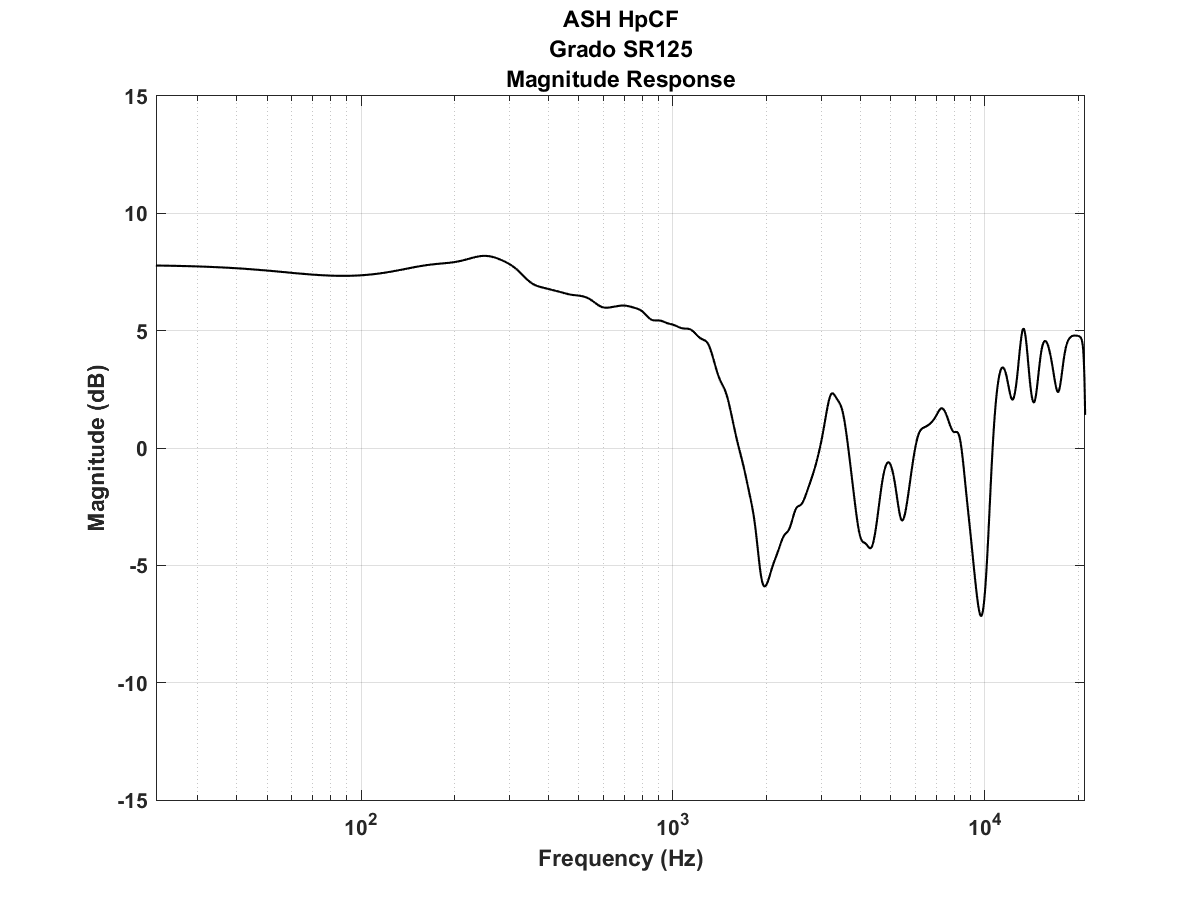 ASH HpCF
Grado SR125
Magnitude Response
15
10
5
0
-5
-10
-15
Magnitude (dB)
10² 10³ 10⁴
Frequency (Hz)